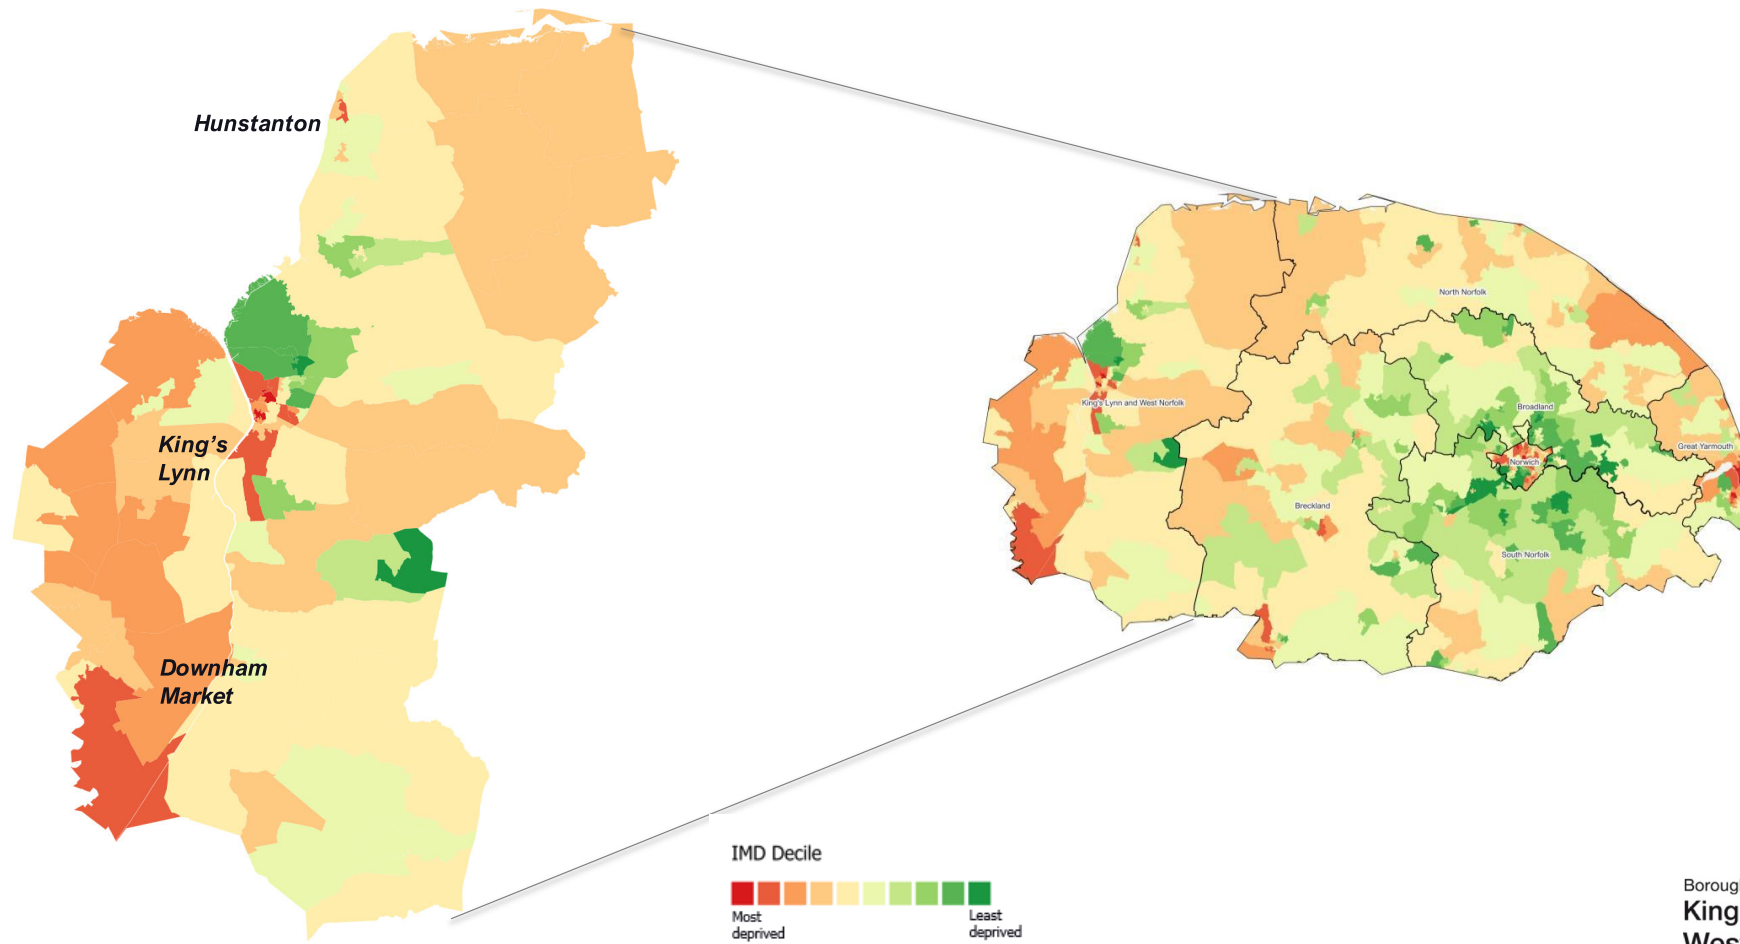 Hunstanton
King's
Lynn
Downham
Market
North Norfolk
King's Lynn and West Norfolk
Broadland
Norwich
Great Yarmouth
Breckland
South Norfolk
IMD Decile
Most
deprived
Least
deprived
Boroug
King
Wes